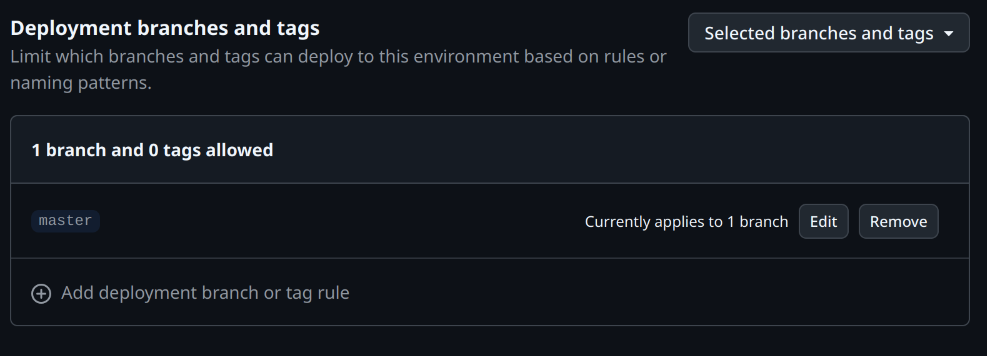 Deployment branches and tags
Selected branches and tags
Limit which branches and tags can deploy to this environment based on rules or
naming patterns.
1 branch and 0 tags allowed
master
Currently applies to 1 branch
Edit
Remove
Add deployment branch or tag rule